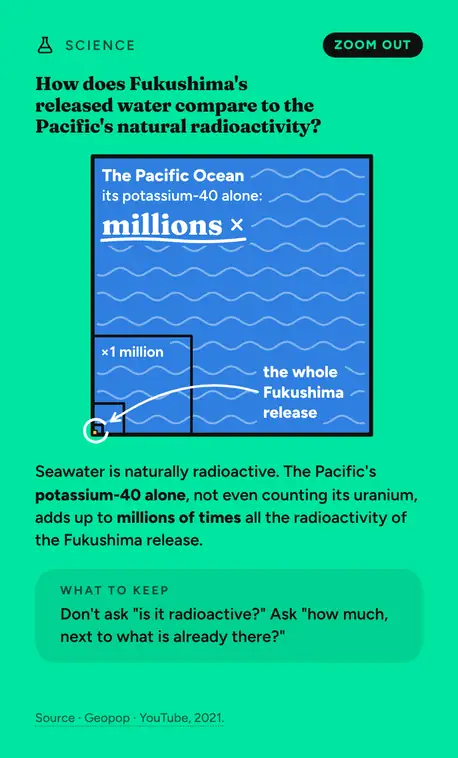 SCIENCE
ZOOM OUT
How does Fukushima's
released water compare to the
Pacific's natural radioactivity?
The Pacific Ocean
its potassium-40 alone:
millions ×
×1 million
the whole
Fukushima
release
Seawater is naturally radioactive. The Pacific's
potassium-40 alone, not even counting its uranium,
adds up to millions of times all the radioactivity of
the Fukushima release.
WHAT TO KEEP
Don't ask "is it radioactive?" Ask "how much,
next to what is already there?"
Source · Geopop · YouTube, 2021.